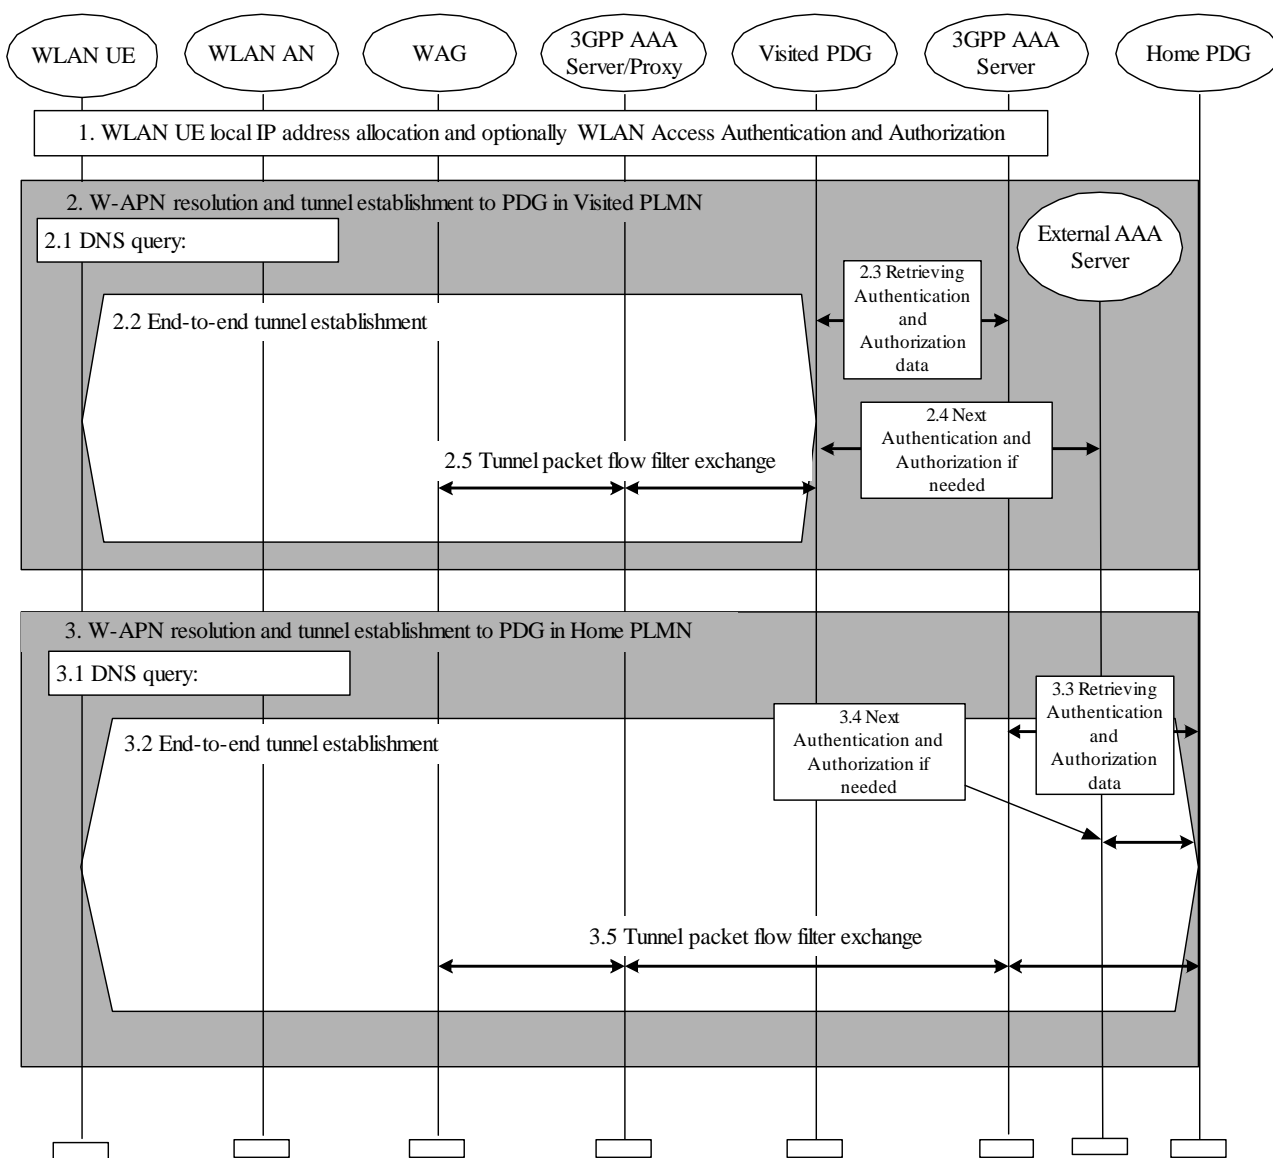 WLAN UE
WLAN AN
WAG
3GPP AAA
Server/Proxy
Visited PDG
3GPP AAA
Server
Home PDG
1. WLAN UE local IP address allocation and optionally WLAN Access Authentication and Authorization
2. W-APN resolution and tunnel establishment to PDG in Visited PLMN
2.1 DNS query:
External AAA
Server
2.2 End-to-end tunnel establishment
2.3 Retrieving
Authentication
and
Authorization
data
2.4 Next
Authentication and
Authorization if
needed
2.5 Tunnel packet flow filter exchange
3. W-APN resolution and tunnel establishment to PDG in Home PLMN
3.1 DNS query:
3.2 End-to-end tunnel establishment
3.3 Retrieving
Authentication
and
Authorization
data
3.4 Next
Authentication and
Authorization if
needed
3.5 Tunnel packet flow filter exchange